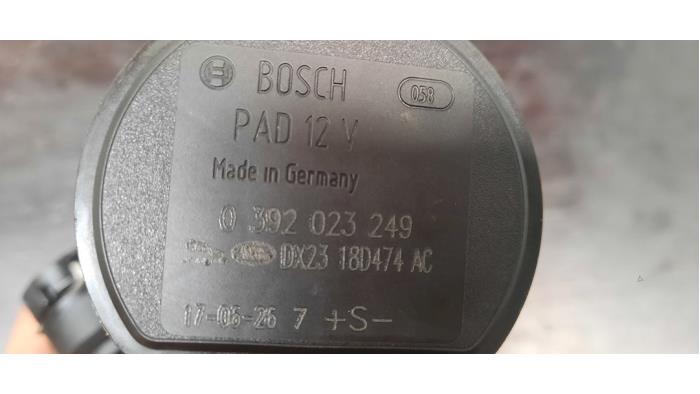 BOSCH 058
PAD 12 V
Made in Germany
0 392 023 249
DX23 18D474 AC
17-06-26 7 +S-